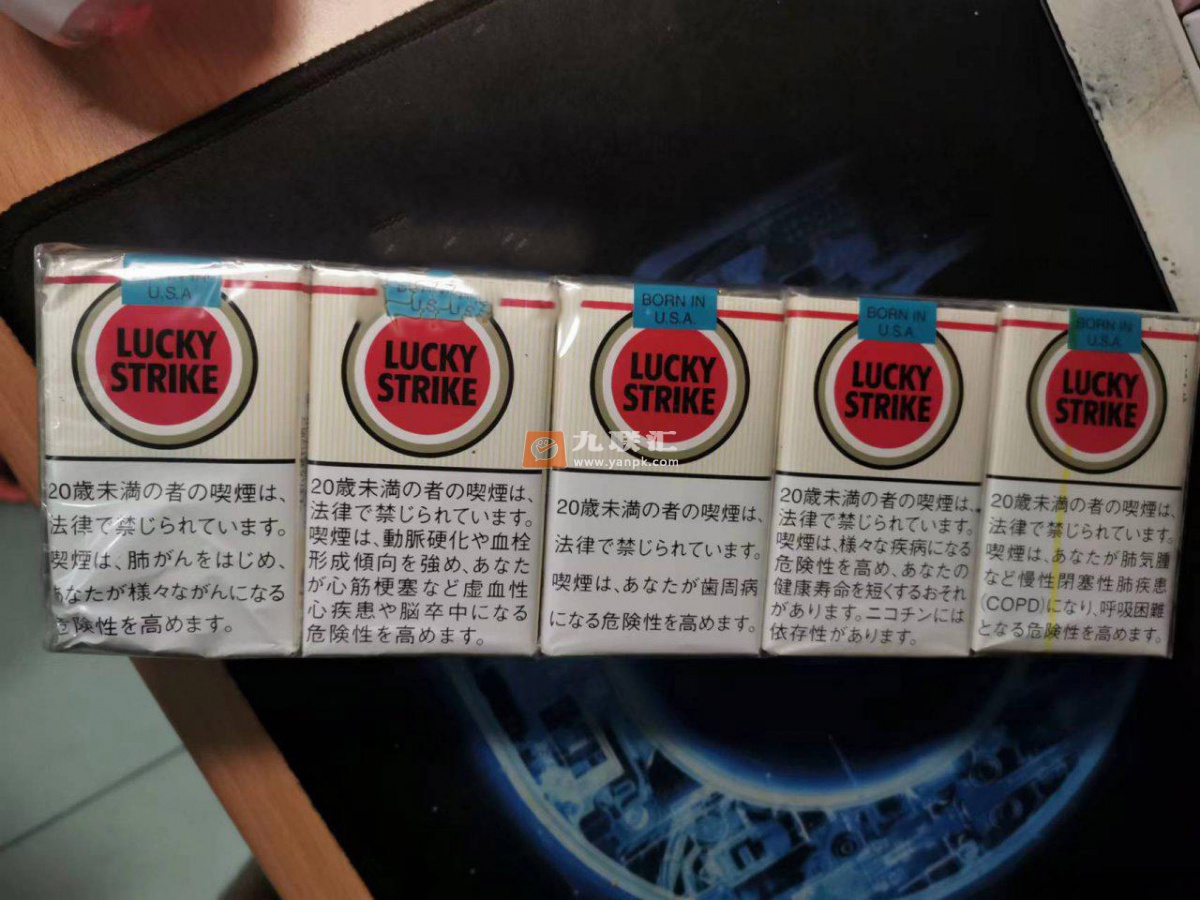 U.S.A
LUCKY
STRIKE
20歳未満の者の喫煙は、
法律で禁じられています。
喫煙は、肺がんをはじめ、
あなたが様々ながんになる
危険性を高めます。
U.S.
LUCKY
STRIKE
20歳未満の者の喫煙は、
法律で禁じられています。
喫煙は、動脈硬化や血栓
形成傾向を強め、あなた
が心筋梗塞など虚血性
心疾患や脳卒中になる
危険性を高めます。
BORN IN
U.S.A.
LUCKY
STRIKE
20歳未満の者の喫煙は、
法律で禁じられています。
喫煙は、あなたが歯周病
になる危険性を高めます。
BORN IN
U.S.A.
LUCKY
STRIKE
20歳未満の者の喫煙は、
法律で禁じられています。
喫煙は、様々な疾病になる
危険性を高め、あなたの
健康寿命を短くするおそれ
があります。ニコチンには
依存性があります。
BORN IN
U.S.A.
LUCKY
STRIKE
20歳未満の者の喫煙は、
法律で禁じられています。
喫煙は、あなたが肺気腫
など慢性閉塞性肺疾患
(COPD)になり、呼吸困難
となる危険性を高めます。
九联汇
www.yanpk.com